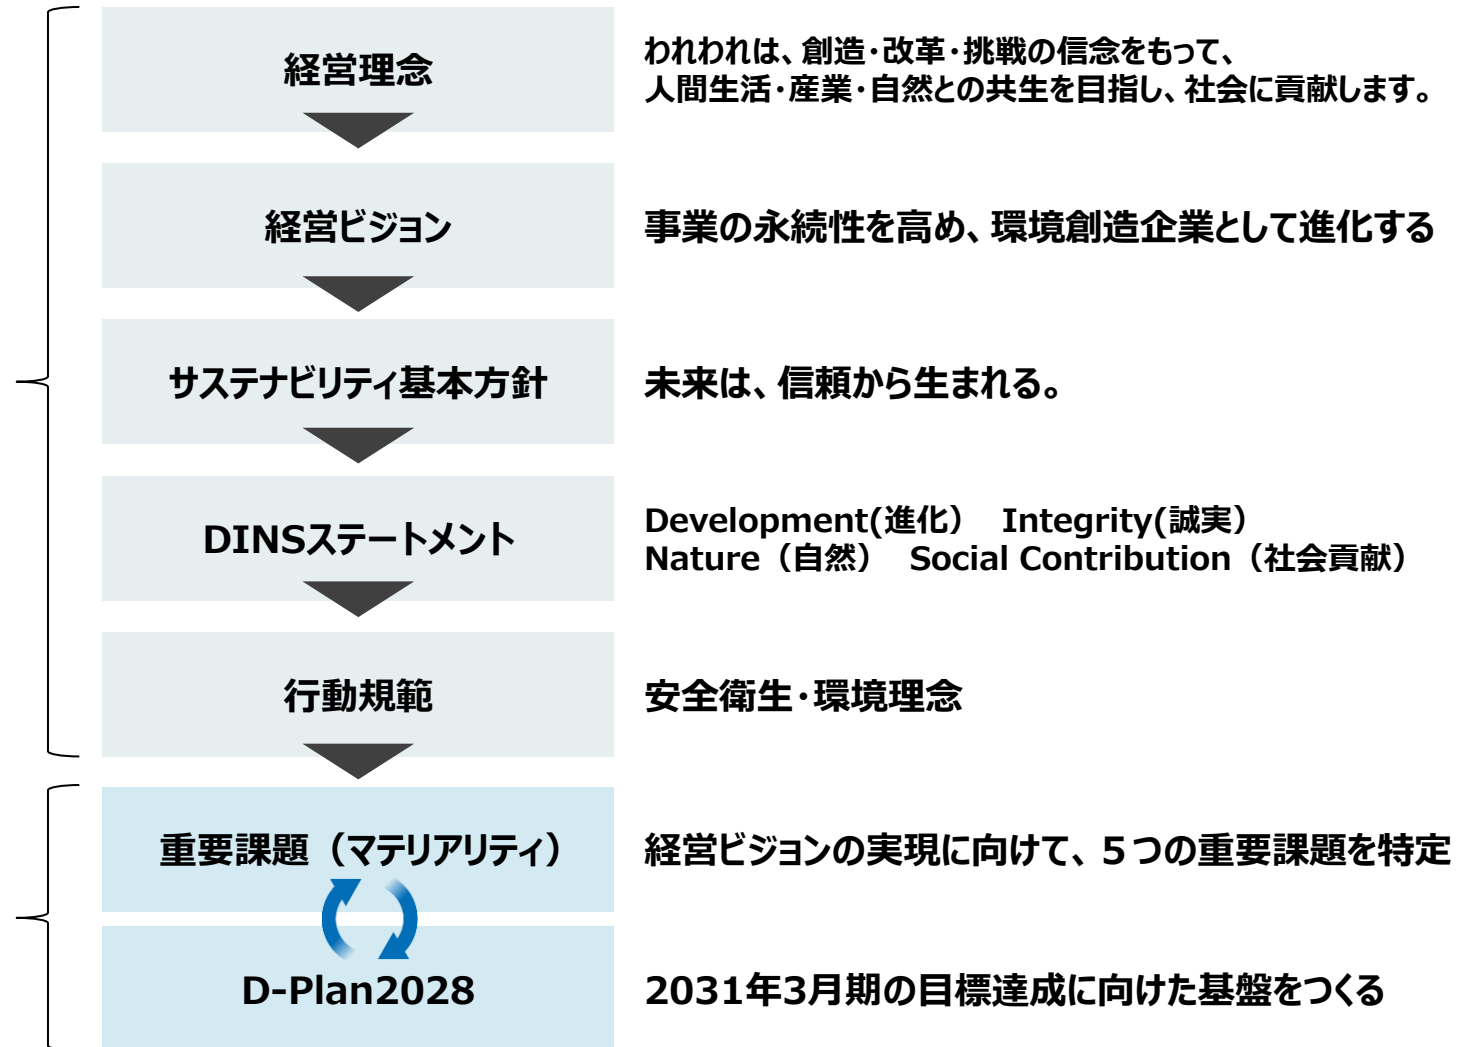 経営理念
われわれは、創造・改革・挑戦の信念をもって、
人間生活・産業・自然との共生を目指し、社会に貢献します。
経営ビジョン
事業の永続性を高め、環境創造企業として進化する
サステナビリティ基本方針
未来は、信頼から生まれる。
DINSステートメント
Development(進化） Integrity(誠実）
Nature（自然） Social Contribution（社会貢献）
行動規範
安全衛生・環境理念
重要課題（マテリアリティ）
経営ビジョンの実現に向けて、５つの重要課題を特定
D-Plan2028
2031年3月期の目標達成に向けた基盤をつくる